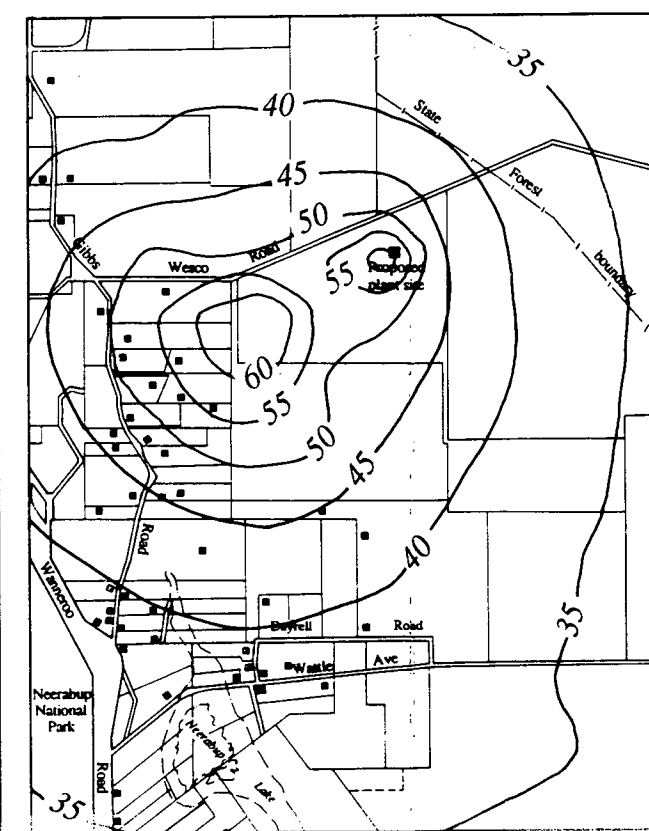 35
40
State
45
Forest
50
Gibbs
Wesco
Road
55
Proposed
plant site
boundary
60
55
50
45
Road
40
Wanneroo
35
Dayrell Road
Wattle Ave
Neerabup
National
Park
Neerabup
Lake
Road
35